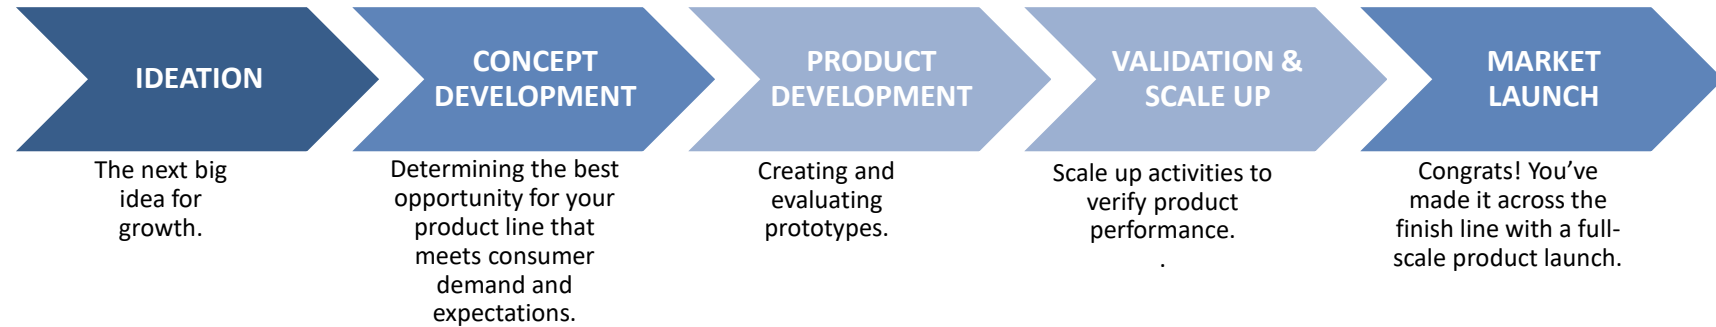 IDEATION
The next big
idea for
growth.
CONCEPT
DEVELOPMENT
Determining the best
opportunity for your
product line that
meets consumer
demand and
expectations.
PRODUCT
DEVELOPMENT
Creating and
evaluating
prototypes.
VALIDATION &
SCALE UP
Scale up activities to
verify product
performance.
.
MARKET
LAUNCH
Congrats! You’ve
made it across the
finish line with a full-
scale product launch.